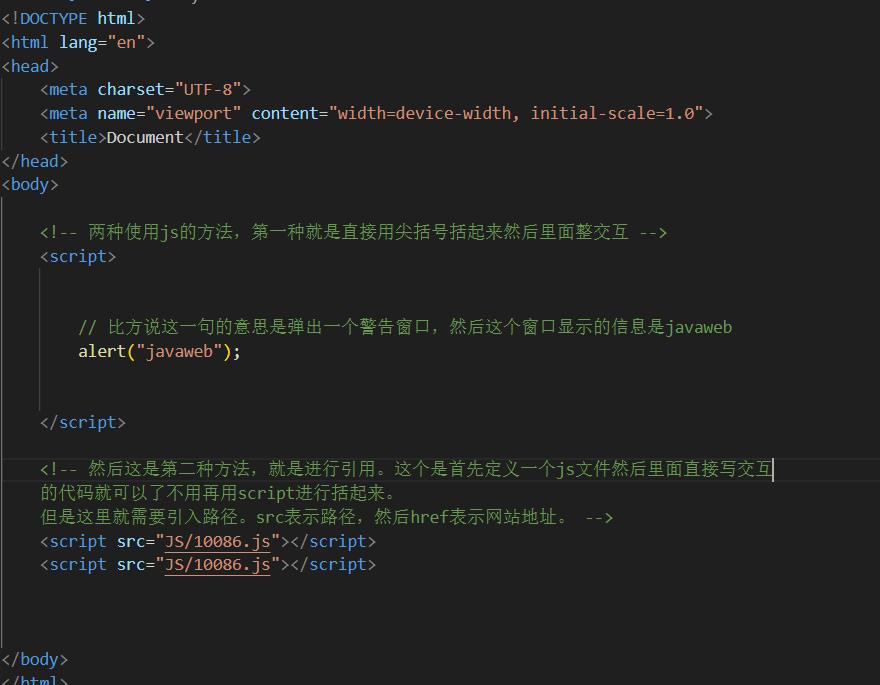 <!DOCTYPE html>
<html lang="en">
<head>
    <meta charset="UTF-8">
    <meta name="viewport" content="width=device-width, initial-scale=1.0">
    <title>Document</title>
</head>
<body>
    <!-- 两种使用js的方法，第一种就是直接用尖括号括起来然后里面整交互 -->
    <script>
        // 比方说这一句的意思是弹出一个警告窗口，然后这个窗口显示的信息是javaweb
        alert("javaweb");
    </script>
    <!-- 然后这是第二种方法，就是进行引用。这个是首先定义一个js文件然后里面直接写交互
    的代码就可以了不用再用script进行括起来。
    但是这里就需要引入路径。src表示路径，然后href表示网站地址。 -->
    <script src="JS/10086.js"></script>
    <script src="JS/10086.js"></script>
</body>
</html>